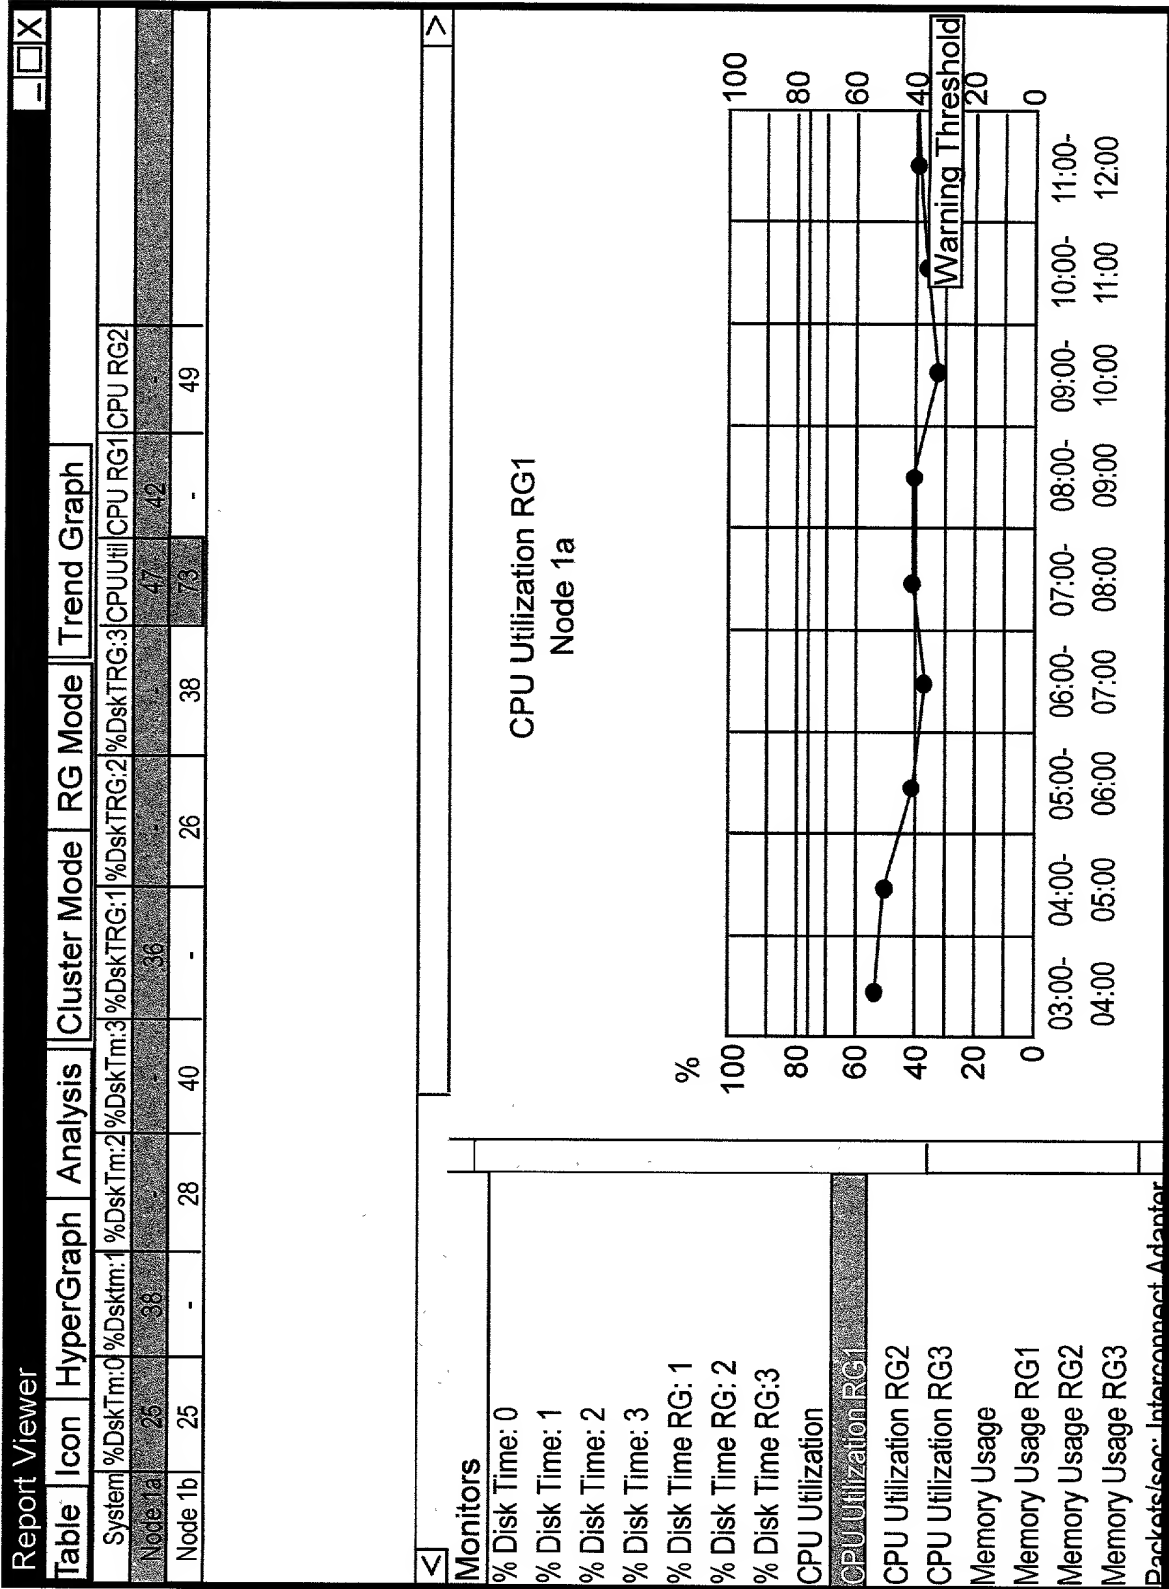 Report Viewer
_ □ X
Table Icon HyperGraph Analysis Cluster Mode RG Mode Trend Graph
System %DskTm:0 %Dsktm:1 %DskTm:2 %DskTm:3 %DskTRG:1 %DskTRG:2 %DskTRG:3 CPUUtil CPU RG1 CPU RG2
Node 1a 25 38 - - 36 - - 47 42 -
Node 1b 25 - 28 40 - 26 38 73 - 49
< >
Monitors
% Disk Time: 0
% Disk Time: 1
% Disk Time: 2
% Disk Time: 3
% Disk Time RG: 1
% Disk Time RG: 2
% Disk Time RG:3
CPU Utilization
CPU Utilization RG1
CPU Utilization RG2
CPU Utilization RG3
Memory Usage
Memory Usage RG1
Memory Usage RG2
Memory Usage RG3
Packets/sec: Interconnect Adapter
CPU Utilization RG1
Node 1a
%
100 100
80 80
60 60
40 40
Warning Threshold
20 20
0 0
03:00- 04:00- 05:00- 06:00- 07:00- 08:00- 09:00- 10:00- 11:00-
04:00 05:00 06:00 07:00 08:00 09:00 10:00 11:00 12:00